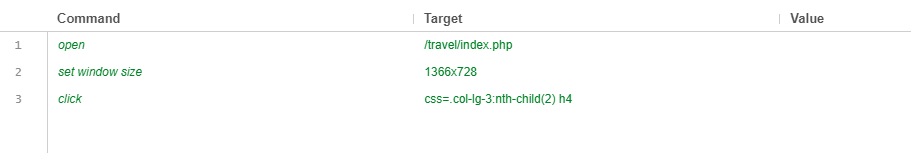 Command Target Value
1 open /travel/index.php
2 set window size 1366x728
3 click css=.col-lg-3:nth-child(2) h4